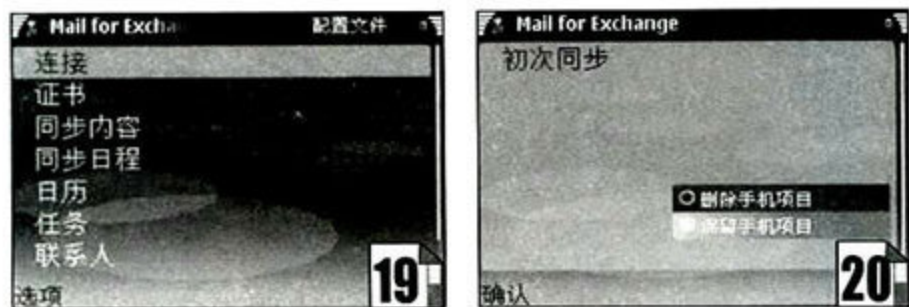 Mail for Excha
配置文件
连接
证书
同步内容
同步日程
日历
任务
联系人
选项
19
Mail for Exchange
初次同步
删除手机项目
保留手机项目
确认
20